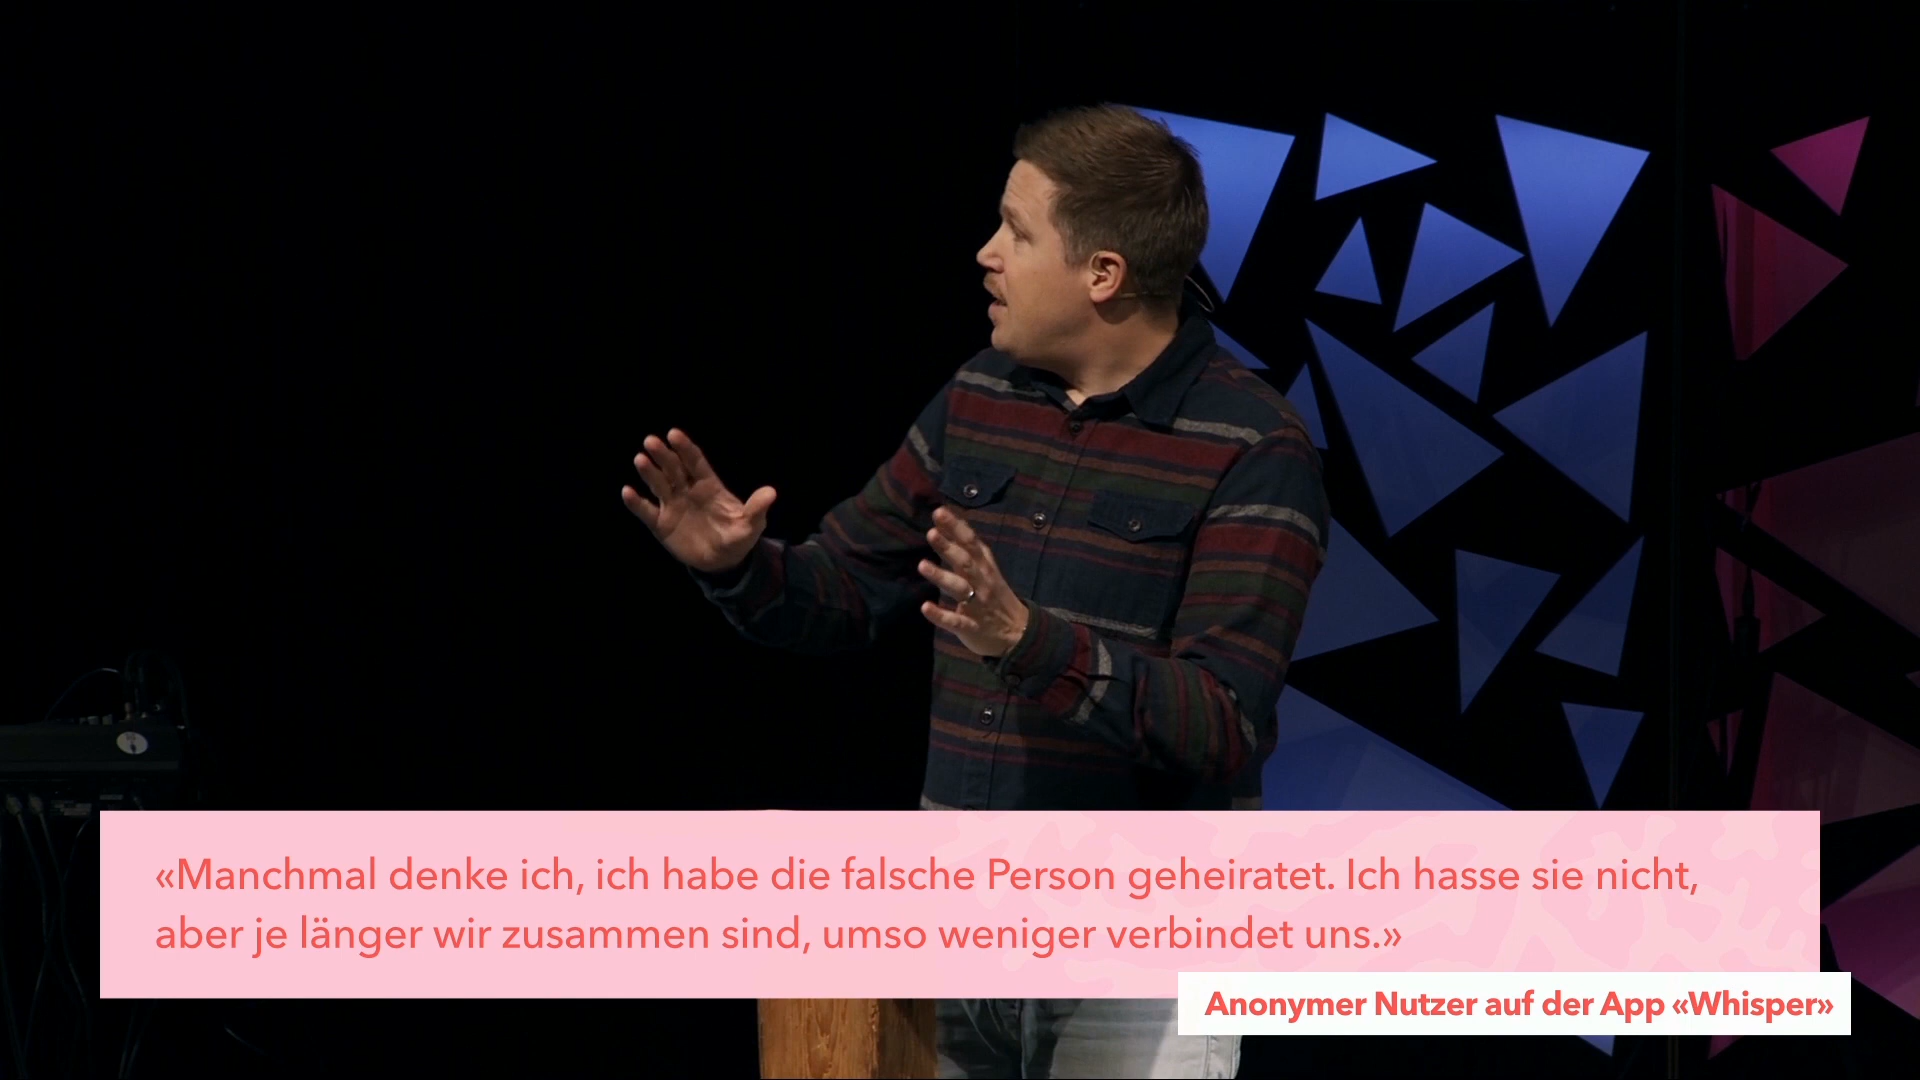 «Manchmal denke ich, ich habe die falsche Person geheiratet. Ich hasse sie nicht,
aber je länger wir zusammen sind, umso weniger verbindet uns.»
Anonymer Nutzer auf der App «Whisper»